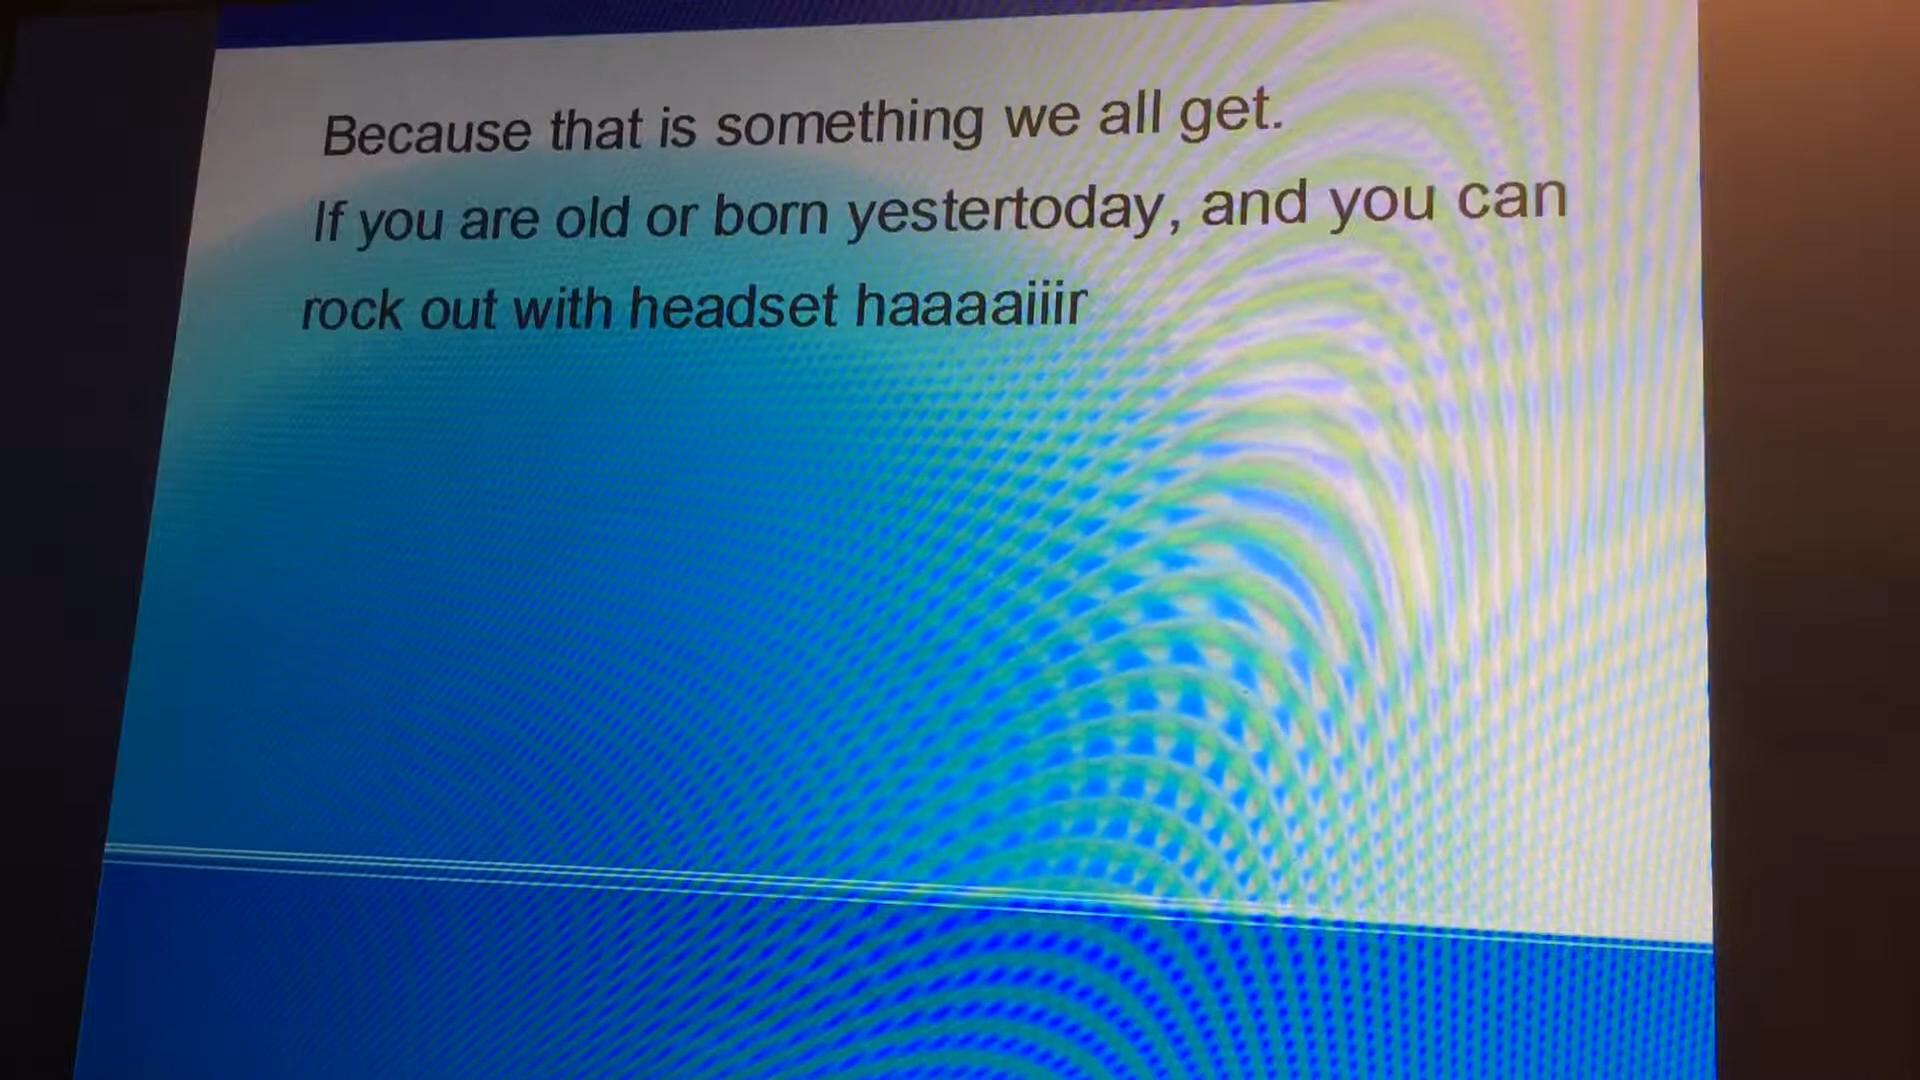 Because that is something we all get.
If you are old or born yestertoday, and you can
rock out with headset haaaaiiir